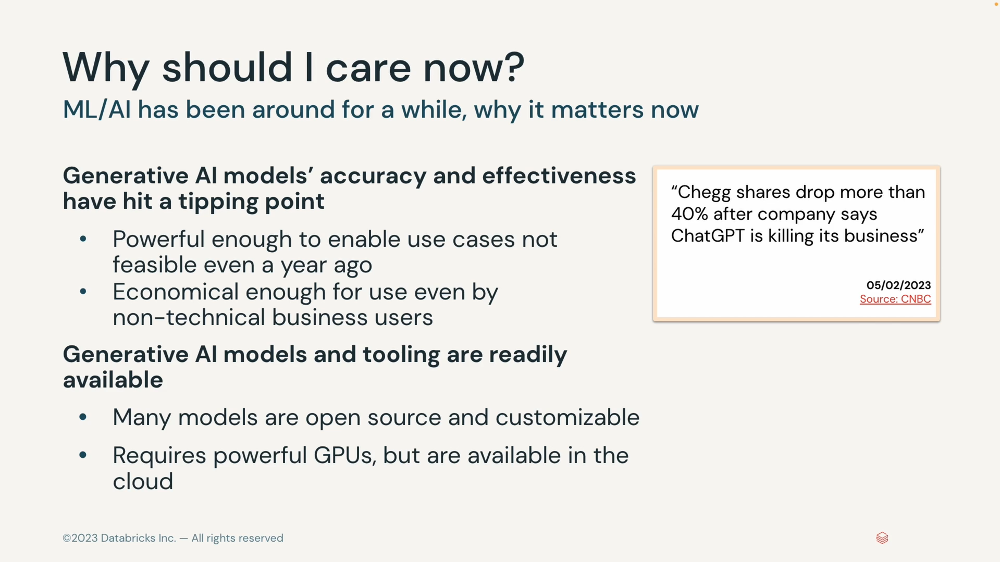 Why should I care now?
ML/AI has been around for a while, why it matters now
Generative AI models’ accuracy and effectiveness
have hit a tipping point
• Powerful enough to enable use cases not
feasible even a year ago
• Economical enough for use even by
non-technical business users
Generative AI models and tooling are readily
available
• Many models are open source and customizable
• Requires powerful GPUs, but are available in the
cloud
“Chegg shares drop more than
40% after company says
ChatGPT is killing its business”
05/02/2023
Source: CNBC
©2023 Databricks Inc. — All rights reserved